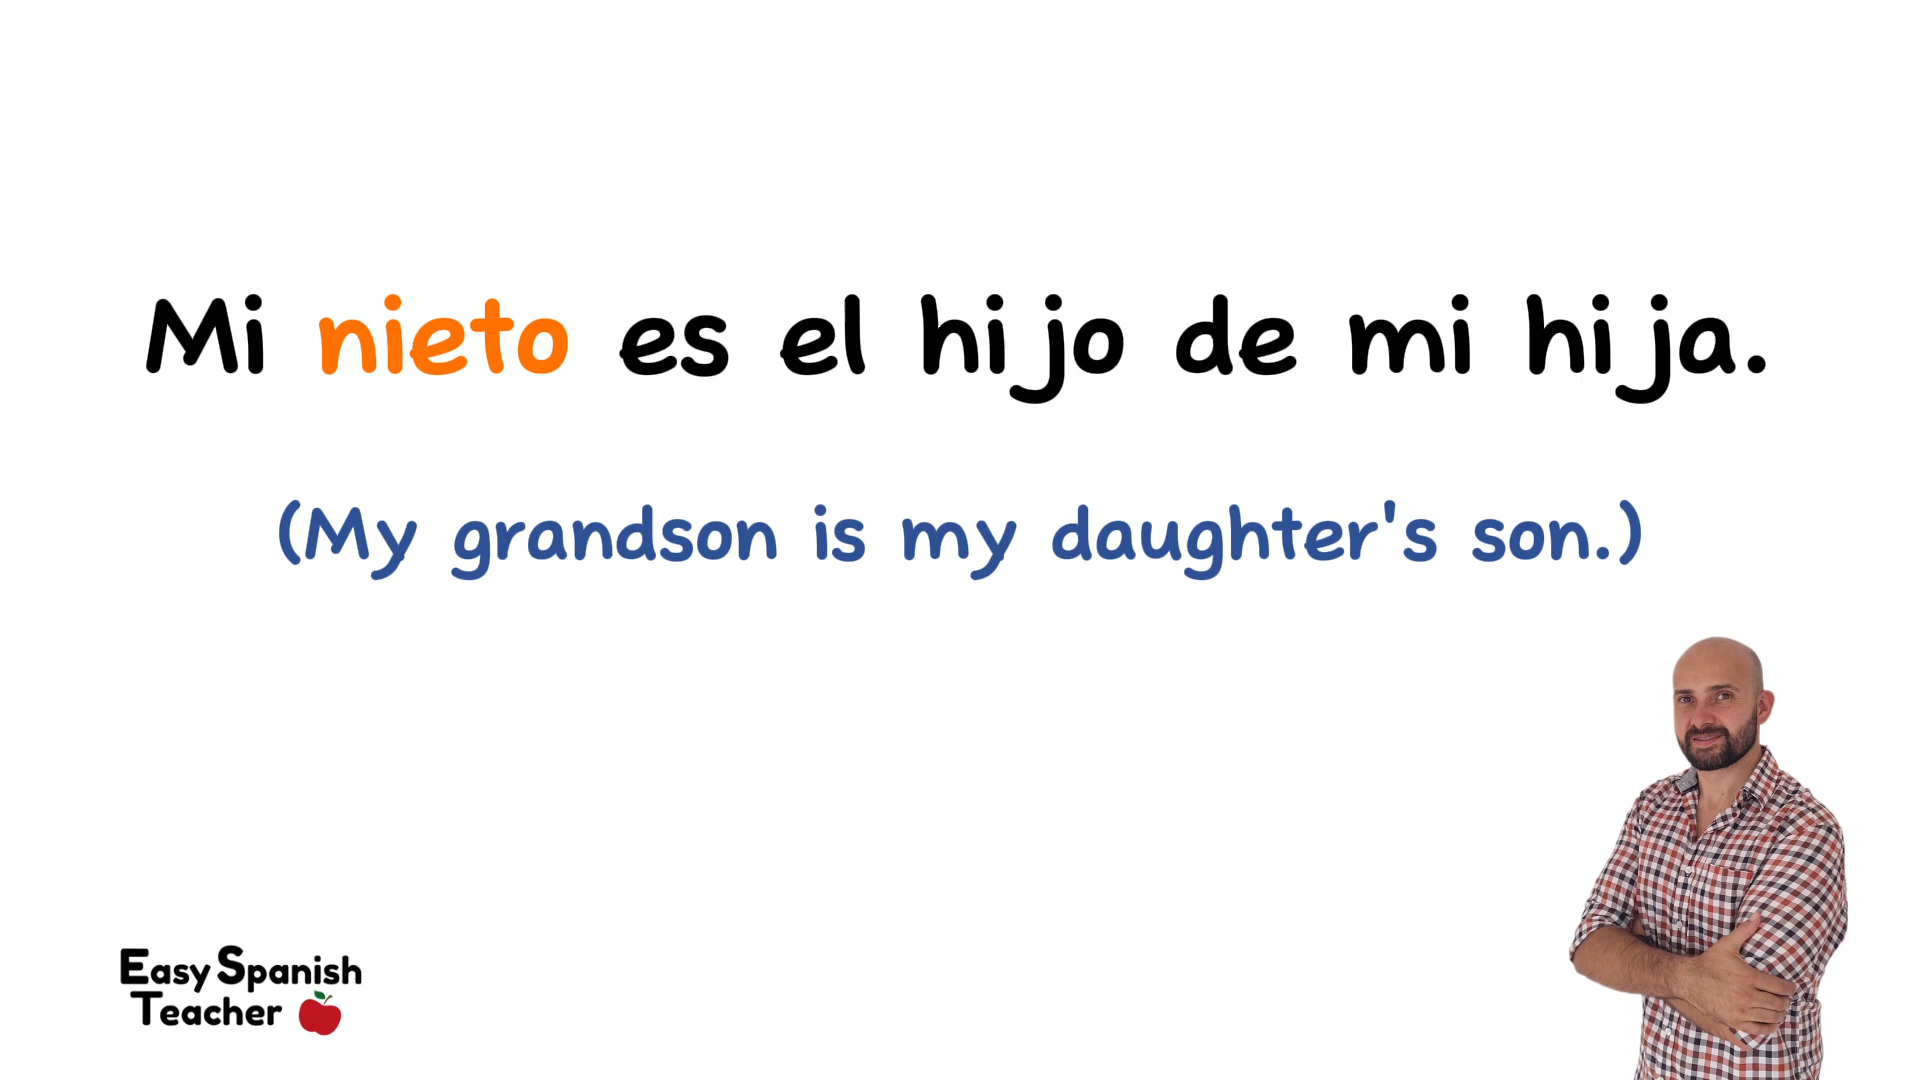 Mi nieto es el hijo de mi hija.
(My grandson is my daughter's son.)
Easy Spanish
Teacher